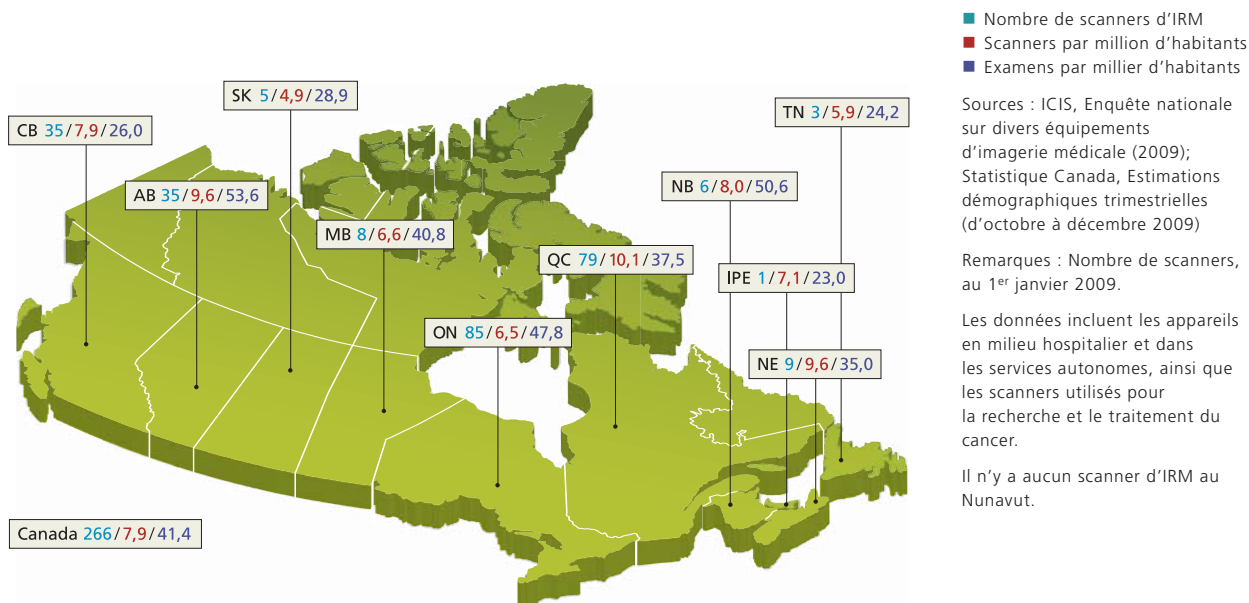 Nombre de scanners d'IRM
Scanners par million d'habitants
Examens par millier d'habitants
Sources : ICIS, Enquête nationale
sur divers équipements
d'imagerie médicale (2009);
Statistique Canada, Estimations
démographiques trimestrielles
(d'octobre à décembre 2009)
Remarques : Nombre de scanners,
au 1er janvier 2009.
Les données incluent les appareils
en milieu hospitalier et dans
les services autonomes, ainsi que
les scanners utilisés pour
la recherche et le traitement du
cancer.
Il n'y a aucun scanner d'IRM au
Nunavut.
SK 5/4,9/28,9
TN 3/5,9/24,2
CB 35/7,9/26,0
AB 35/9,6/53,6
NB 6/8,0/50,6
MB 8/6,6/40,8
QC 79/10,1/37,5
IPE 1/7,1/23,0
ON 85/6,5/47,8
NE 9/9,6/35,0
Canada 266/7,9/41,4